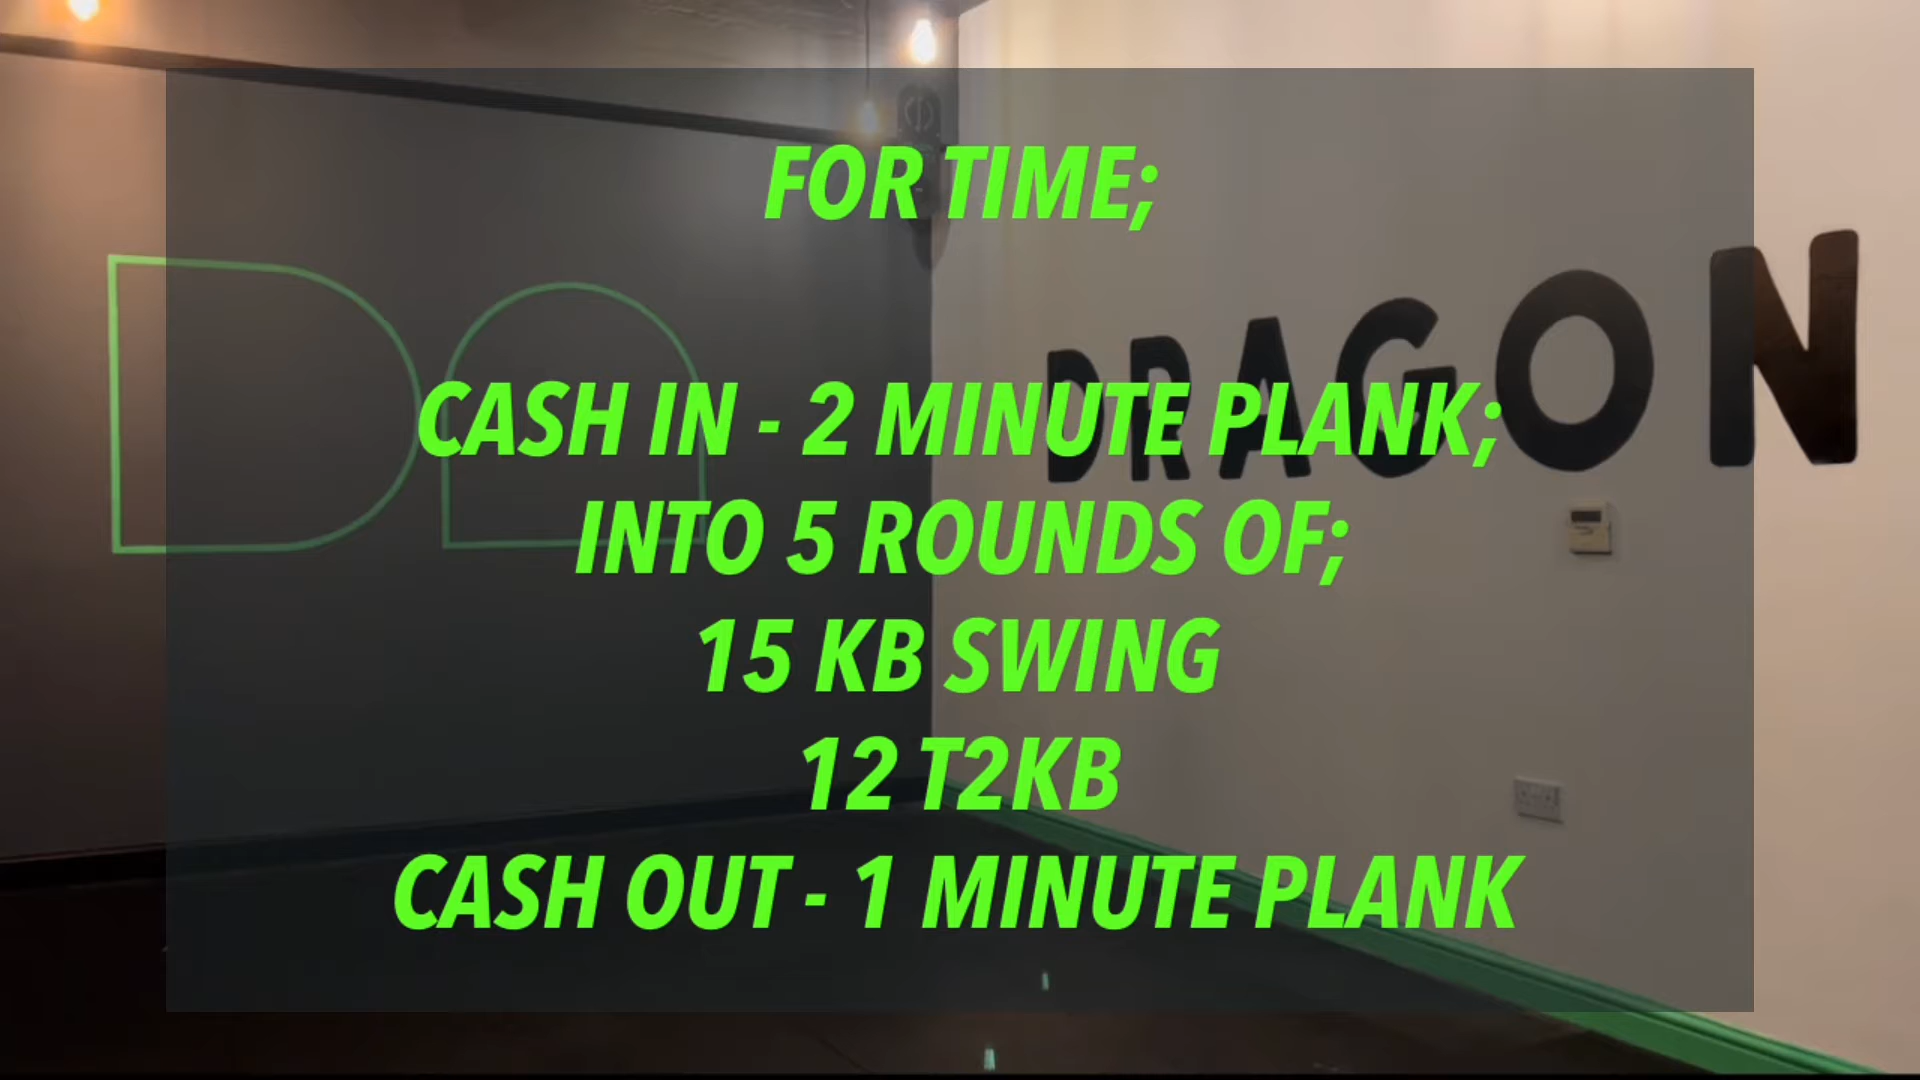 FOR TIME;
CASH IN - 2 MINUTE PLANK;
INTO 5 ROUNDS OF;
15 KB SWING
12 T2KB
CASH OUT - 1 MINUTE PLANK
DRAGON